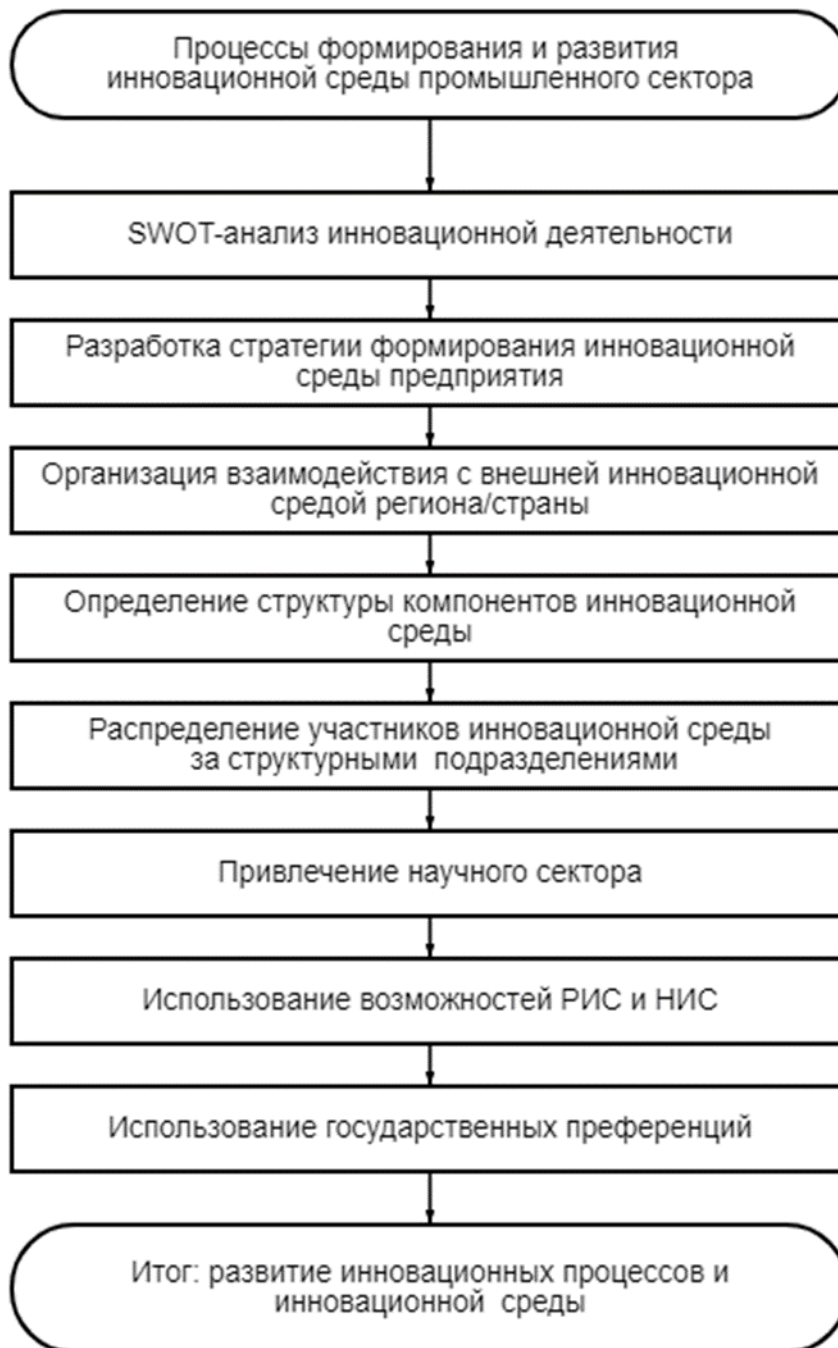 Процессы формирования и развития
инновационной среды промышленного сектора
SWOT-анализ инновационной деятельности
Разработка стратегии формирования инновационной
среды предприятия
Организация взаимодействия с внешней инновационной
средой региона/страны
Определение структуры компонентов инновационной
среды
Распределение участников инновационной среды
за структурными подразделениями
Привлечение научного сектора
Использование возможностей РИС и НИС
Использование государственных преференций
Итог: развитие инновационных процессов и
инновационной среды